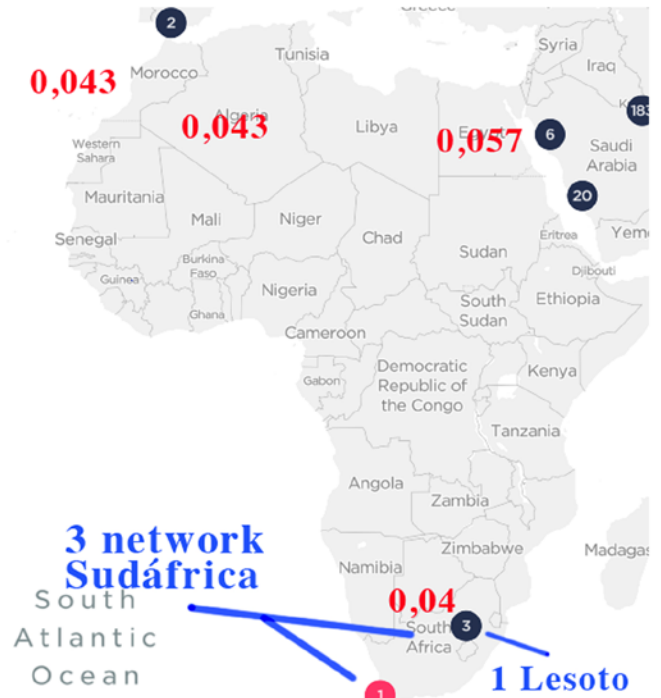 Greece
2
Tunisia
Syria
Morocco
Iraq
0,043
183
Algeria
0,043
Libya
Egypt
0,057
6
Western
Sahara
Saudi
Arabia
Mauritania
20
Mali
Niger
Chad
Senegal
Eritrea
Sudan
Burkina
Faso
Djibouti
Guinea
Nigeria
South
Sudan
Ethiopia
Ghana
Cameroon
Gabon
Democratic
Republic of
the Congo
Kenya
Tanzania
Angola
Zambia
3 network
Sudáfrica
Zimbabwe
Madagas
Namibia
South
Atlantic
Ocean
0,04
South
Africa
3
1 Lesoto
1